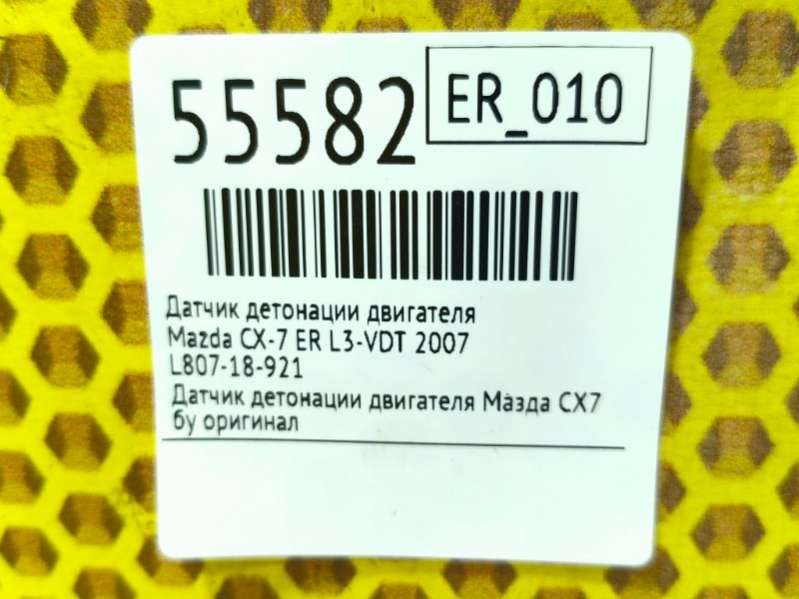 55582
ER_010
Датчик детонации двигателя
Mazda CX-7 ER L3-VDT 2007
L807-18-921
Датчик детонации двигателя Мазда CX7
бу оригинал